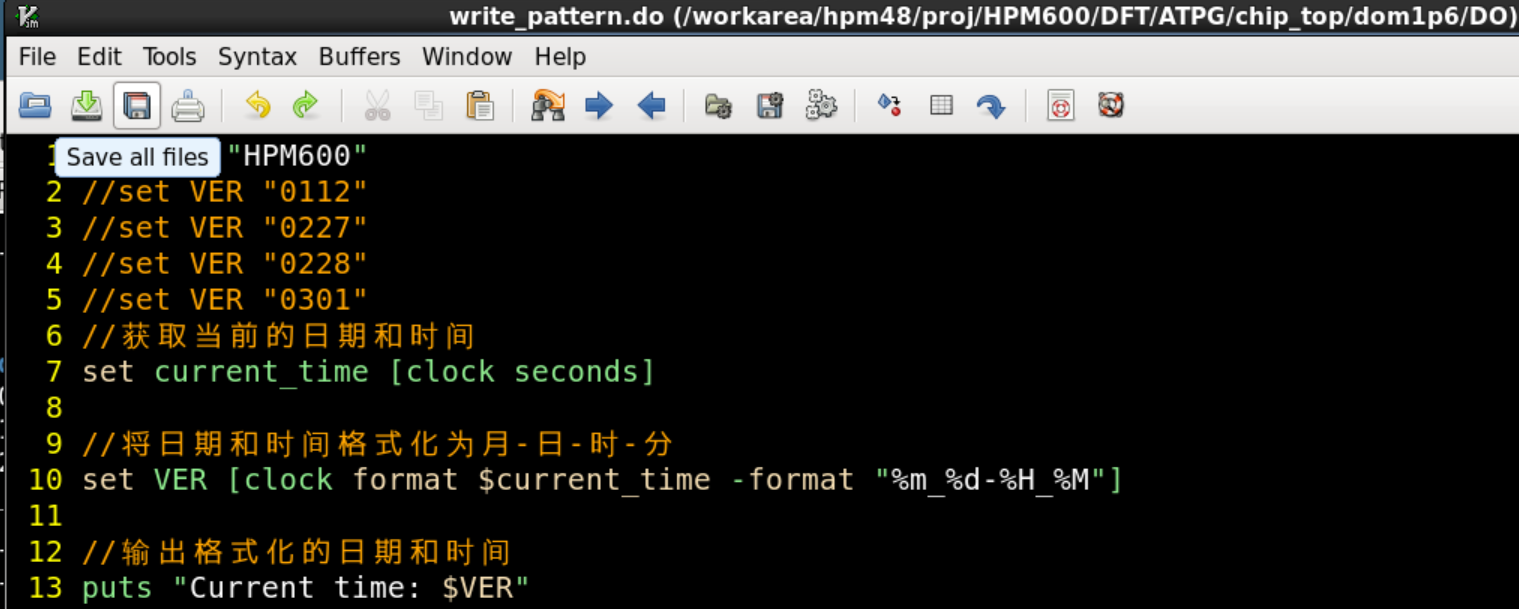 write_pattern.do (/workarea/hpm48/proj/HPM600/DFT/ATPG/chip_top/dom1p6/DO)
File Edit Tools Syntax Buffers Window Help
Save all files "HPM600"
2 //set VER "0112"
3 //set VER "0227"
4 //set VER "0228"
5 //set VER "0301"
6 //获取当前的日期和时间
7 set current_time [clock seconds]
8
9 //将日期和时间格式化为月-日-时-分
10 set VER [clock format $current_time -format "%m_%d-%H_%M"]
11
12 //输出格式化的日期和时间
13 puts "Current time: $VER"